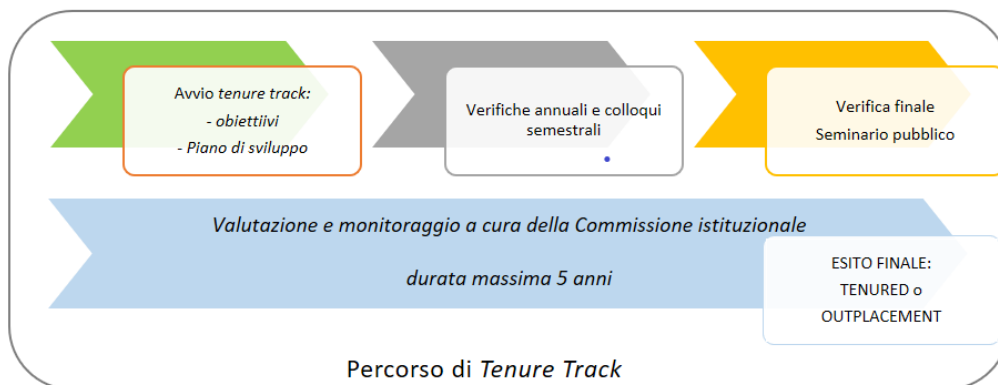 Avvio tenure track:
- obiettiivi
- Piano di sviluppo
Verifiche annuali e colloqui
semestrali
Verifica finale
Seminario pubblico
Valutazione e monitoraggio a cura della Commissione istituzionale
durata massima 5 anni
ESITO FINALE:
TENURED o
OUTPLACEMENT
Percorso di Tenure Track